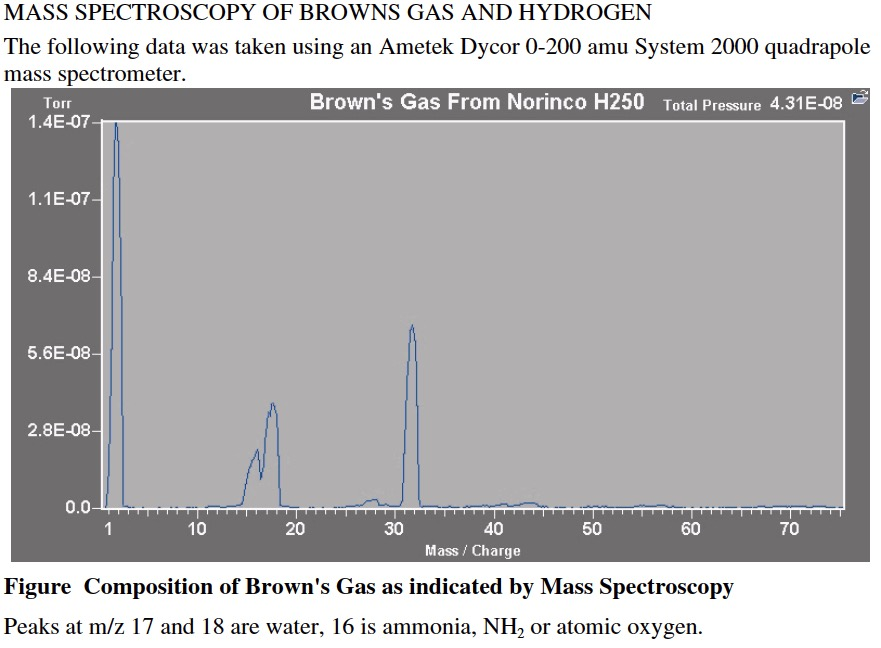 MASS SPECTROSCOPY OF BROWNS GAS AND HYDROGEN
The following data was taken using an Ametek Dycor 0-200 amu System 2000 quadrapole
mass spectrometer.
Torr Brown's Gas From Norinco H250 Total Pressure 4.31E-08
1.4E-07
1.1E-07
8.4E-08
5.6E-08
2.8E-08
0.0
1 10 20 30 40 50 60 70
Mass / Charge
Figure Composition of Brown's Gas as indicated by Mass Spectroscopy
Peaks at m/z 17 and 18 are water, 16 is ammonia, NH₂ or atomic oxygen.